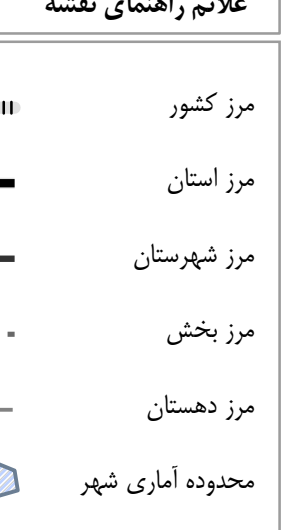 علائم راهنمای نقشه
مرز کشور
مرز استان
مرز شهرستان
مرز بخش
مرز دهستان
محدوده آماری شهر